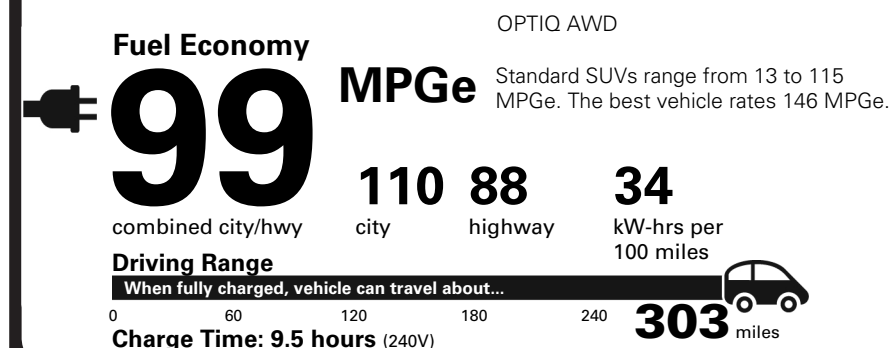 OPTIQ AWD
Fuel Economy
99
MPGe
Standard SUVs range from 13 to 115
MPGe. The best vehicle rates 146 MPGe.
110 88 34
combined city/hwy city highway kW-hrs per
100 miles
Driving Range
When fully charged, vehicle can travel about...
0 60 120 180 240 303 miles
Charge Time: 9.5 hours (240V)